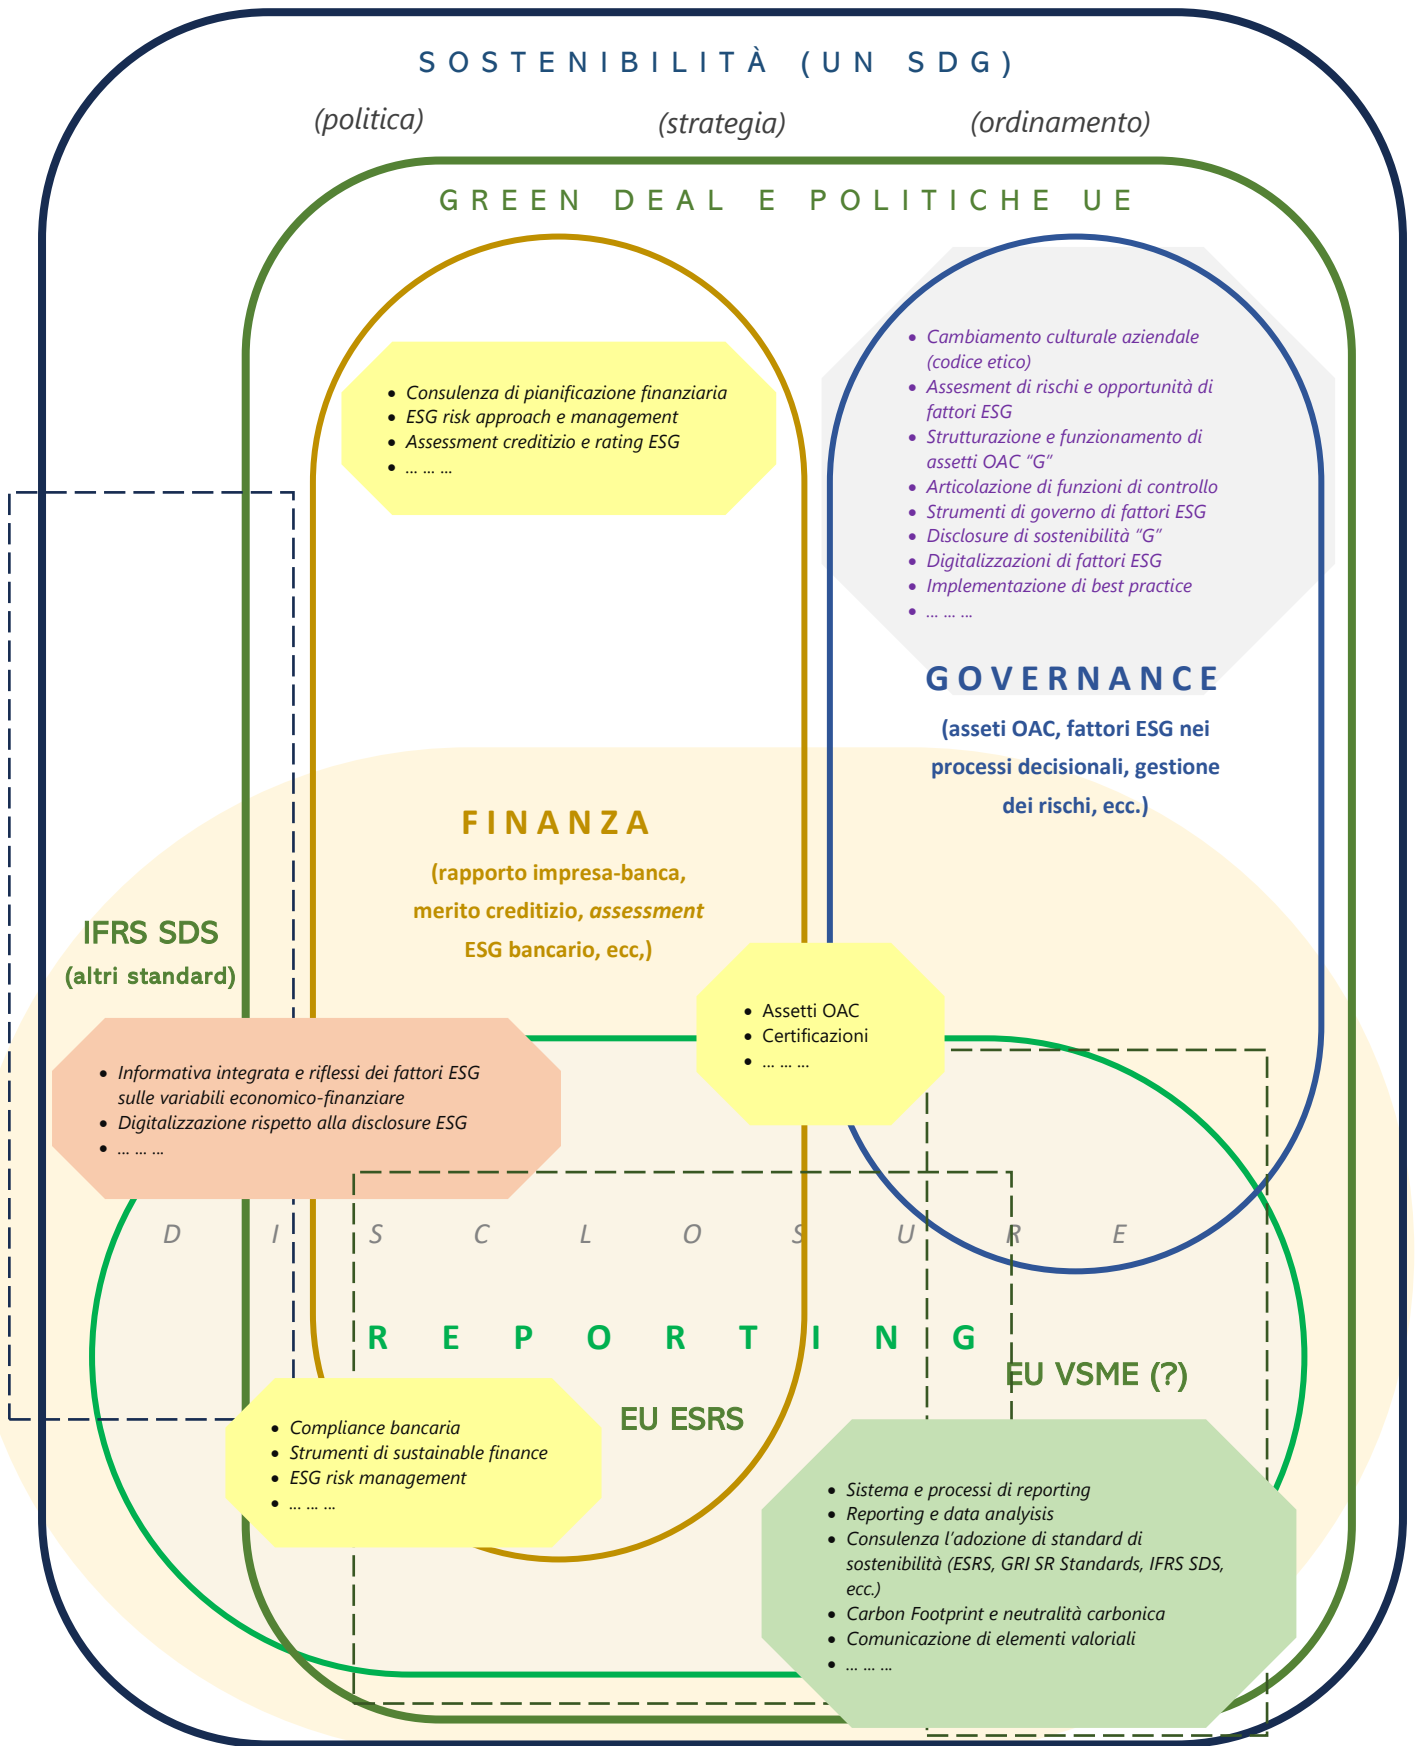 SOSTENIBILITÀ (UN SDG)
(politica)
(strategia)
(ordinamento)
GREEN DEAL E POLITICHE UE
• Consulenza di pianificazione finanziaria
• ESG risk approach e management
• Assessment creditizio e rating ESG
• ... ... ...
• Cambiamento culturale aziendale
(codice etico)
• Assesment di rischi e opportunità di
fattori ESG
• Strutturazione e funzionamento di
assetti OAC “G”
• Articolazione di funzioni di controllo
• Strumenti di governo di fattori ESG
• Disclosure di sostenibilità “G”
• Digitalizzazioni di fattori ESG
• Implementazione di best practice
• ... ... ...
GOVERNANCE
(asseti OAC, fattori ESG nei
processi decisionali, gestione
dei rischi, ecc.)
FINANZA
(rapporto impresa-banca,
merito creditizio, assessment
ESG bancario, ecc,)
IFRS SDS
(altri standard)
• Assetti OAC
• Certificazioni
• ... ... ...
• Informativa integrata e riflessi dei fattori ESG
sulle variabili economico-finanziare
• Digitalizzazione rispetto alla disclosure ESG
• ... ... ...
DISCLOSURE
REPORTING
EU VSME (?)
EU ESRS
• Compliance bancaria
• Strumenti di sustainable finance
• ESG risk management
• ... ... ...
• Sistema e processi di reporting
• Reporting e data analyisis
• Consulenza l’adozione di standard di
sostenibilità (ESRS, GRI SR Standards, IFRS SDS,
ecc.)
• Carbon Footprint e neutralità carbonica
• Comunicazione di elementi valoriali
• ... ... ...